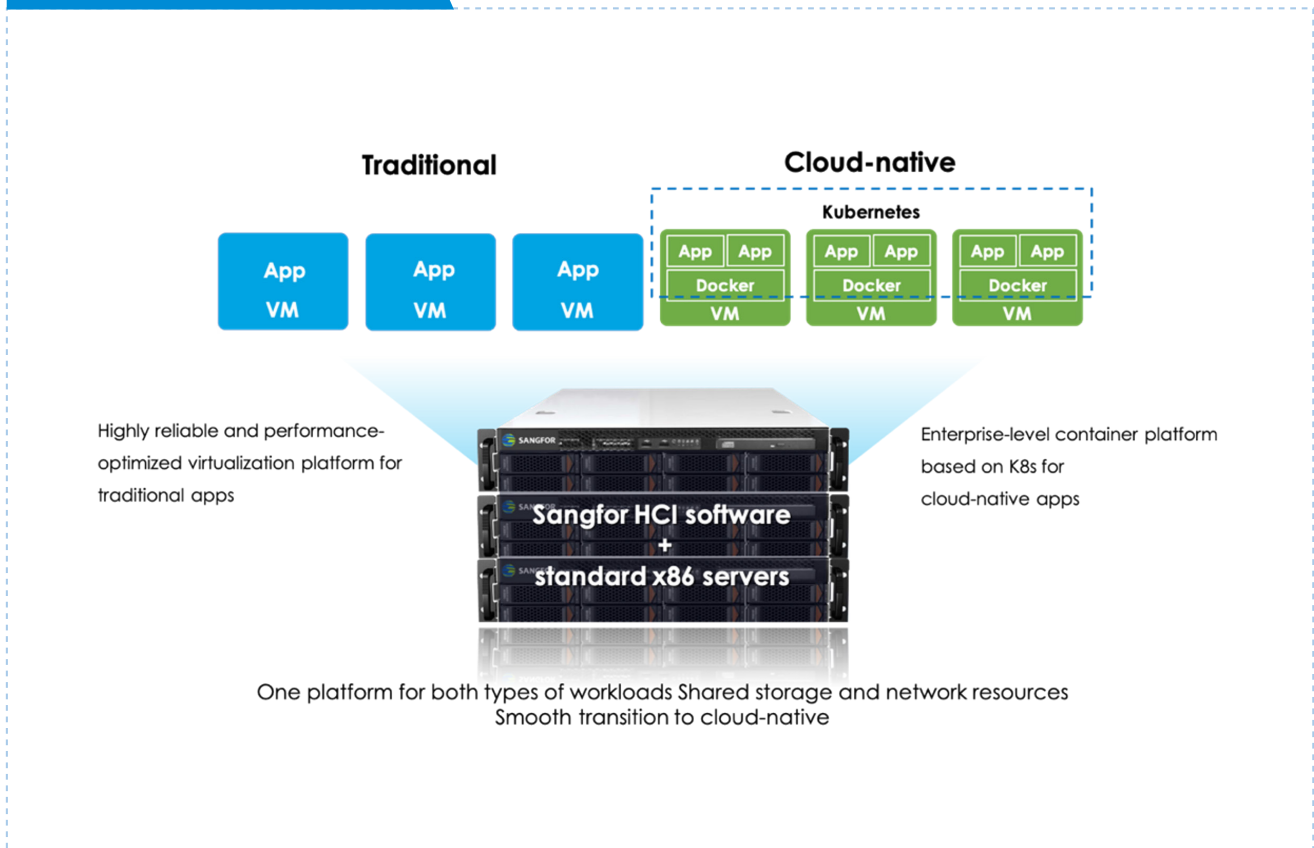 Traditional
Cloud-native
Kubernetes
App
VM
App
VM
App
VM
App App
Docker
VM
App App
Docker
VM
App App
Docker
VM
Highly reliable and performance-
optimized virtualization platform for
traditional apps
Enterprise-level container platform
based on K8s for
cloud-native apps
SANGFOR
Sangfor HCI software
+
standard x86 servers
One platform for both types of workloads Shared storage and network resources
Smooth transition to cloud-native